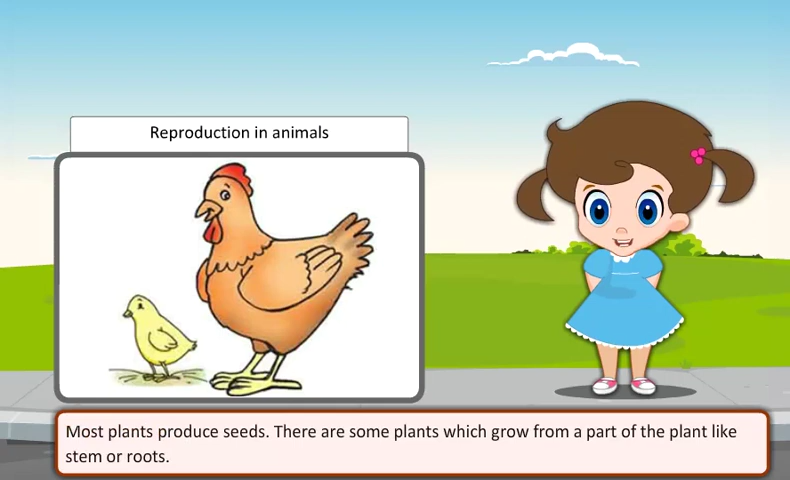 Reproduction in animals
Most plants produce seeds. There are some plants which grow from a part of the plant like
stem or roots.